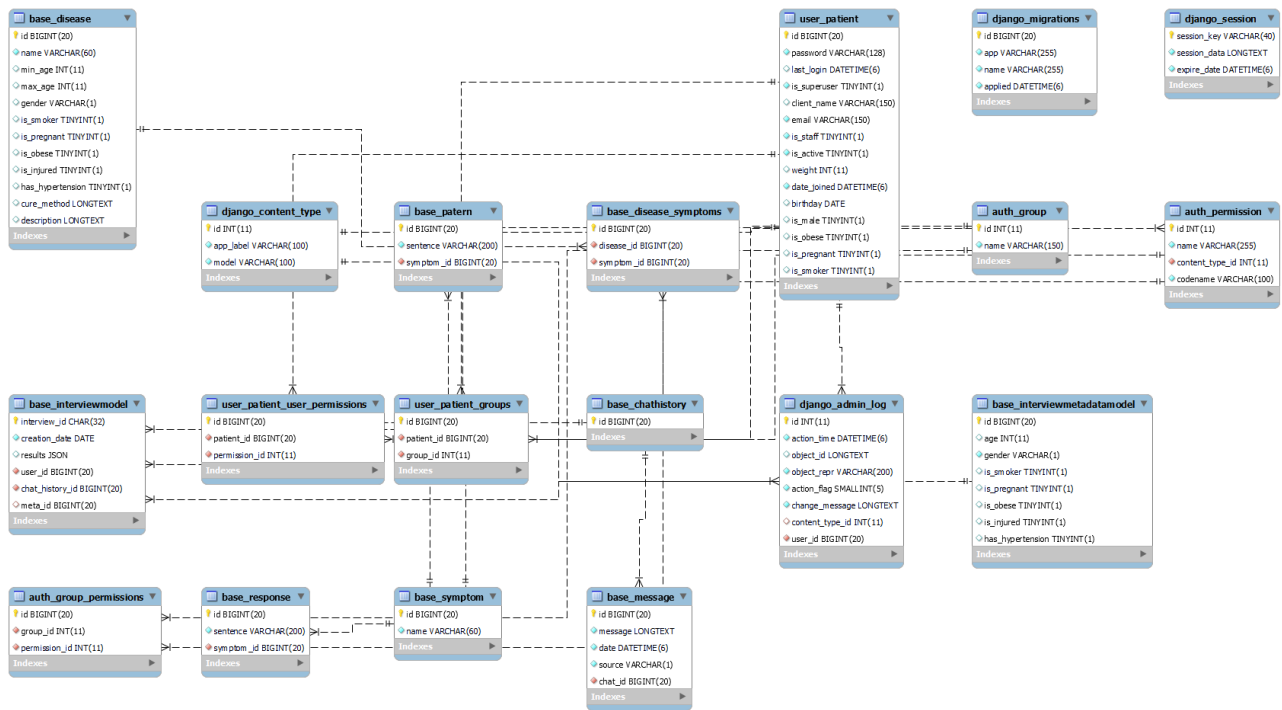 base_disease
id BIGINT(20)
name VARCHAR(60)
min_age INT(11)
max_age INT(11)
gender VARCHAR(1)
is_smoker TINYINT(1)
is_pregnant TINYINT(1)
is_obese TINYINT(1)
is_injured TINYINT(1)
has_hypertension TINYINT(1)
cure_method LONGTEXT
description LONGTEXT
Indexes
user_patient
id BIGINT(20)
password VARCHAR(128)
last_login DATETIME(6)
is_superuser TINYINT(1)
client_name VARCHAR(150)
email VARCHAR(150)
is_staff TINYINT(1)
is_active TINYINT(1)
weight INT(11)
date_joined DATETIME(6)
birthday DATE
is_male TINYINT(1)
is_obese TINYINT(1)
is_pregnant TINYINT(1)
is_smoker TINYINT(1)
Indexes
django_migrations
id BIGINT(20)
app VARCHAR(255)
name VARCHAR(255)
applied DATETIME(6)
Indexes
django_session
session_key VARCHAR(40)
session_data LONGTEXT
expire_date DATETIME(6)
Indexes
django_content_type
id INT(11)
app_label VARCHAR(100)
model VARCHAR(100)
Indexes
base_patern
id BIGINT(20)
sentence VARCHAR(200)
symptom_id BIGINT(20)
Indexes
base_disease_symptoms
id BIGINT(20)
disease_id BIGINT(20)
symptom_id BIGINT(20)
Indexes
auth_group
id INT(11)
name VARCHAR(150)
Indexes
auth_permission
id INT(11)
name VARCHAR(255)
content_type_id INT(11)
codename VARCHAR(100)
Indexes
base_interviewmodel
interview_id CHAR(32)
creation_date DATE
results JSON
user_id BIGINT(20)
chat_history_id BIGINT(20)
meta_id BIGINT(20)
Indexes
user_patient_user_permissions
id BIGINT(20)
patient_id BIGINT(20)
permission_id INT(11)
Indexes
user_patient_groups
id BIGINT(20)
patient_id BIGINT(20)
group_id INT(11)
Indexes
base_chathistory
id BIGINT(20)
Indexes
django_admin_log
id INT(11)
action_time DATETIME(6)
object_id LONGTEXT
object_repr VARCHAR(200)
action_flag SMALLINT(5)
change_message LONGTEXT
content_type_id INT(11)
user_id BIGINT(20)
Indexes
base_interviewmetadatamodel
id BIGINT(20)
age INT(11)
gender VARCHAR(1)
is_smoker TINYINT(1)
is_pregnant TINYINT(1)
is_obese TINYINT(1)
is_injured TINYINT(1)
has_hypertension TINYINT(1)
Indexes
auth_group_permissions
id BIGINT(20)
group_id INT(11)
permission_id INT(11)
Indexes
base_response
id BIGINT(20)
sentence VARCHAR(200)
symptom_id BIGINT(20)
Indexes
base_symptom
id BIGINT(20)
name VARCHAR(60)
Indexes
base_message
id BIGINT(20)
message LONGTEXT
date DATETIME(6)
source VARCHAR(1)
chat_id BIGINT(20)
Indexes